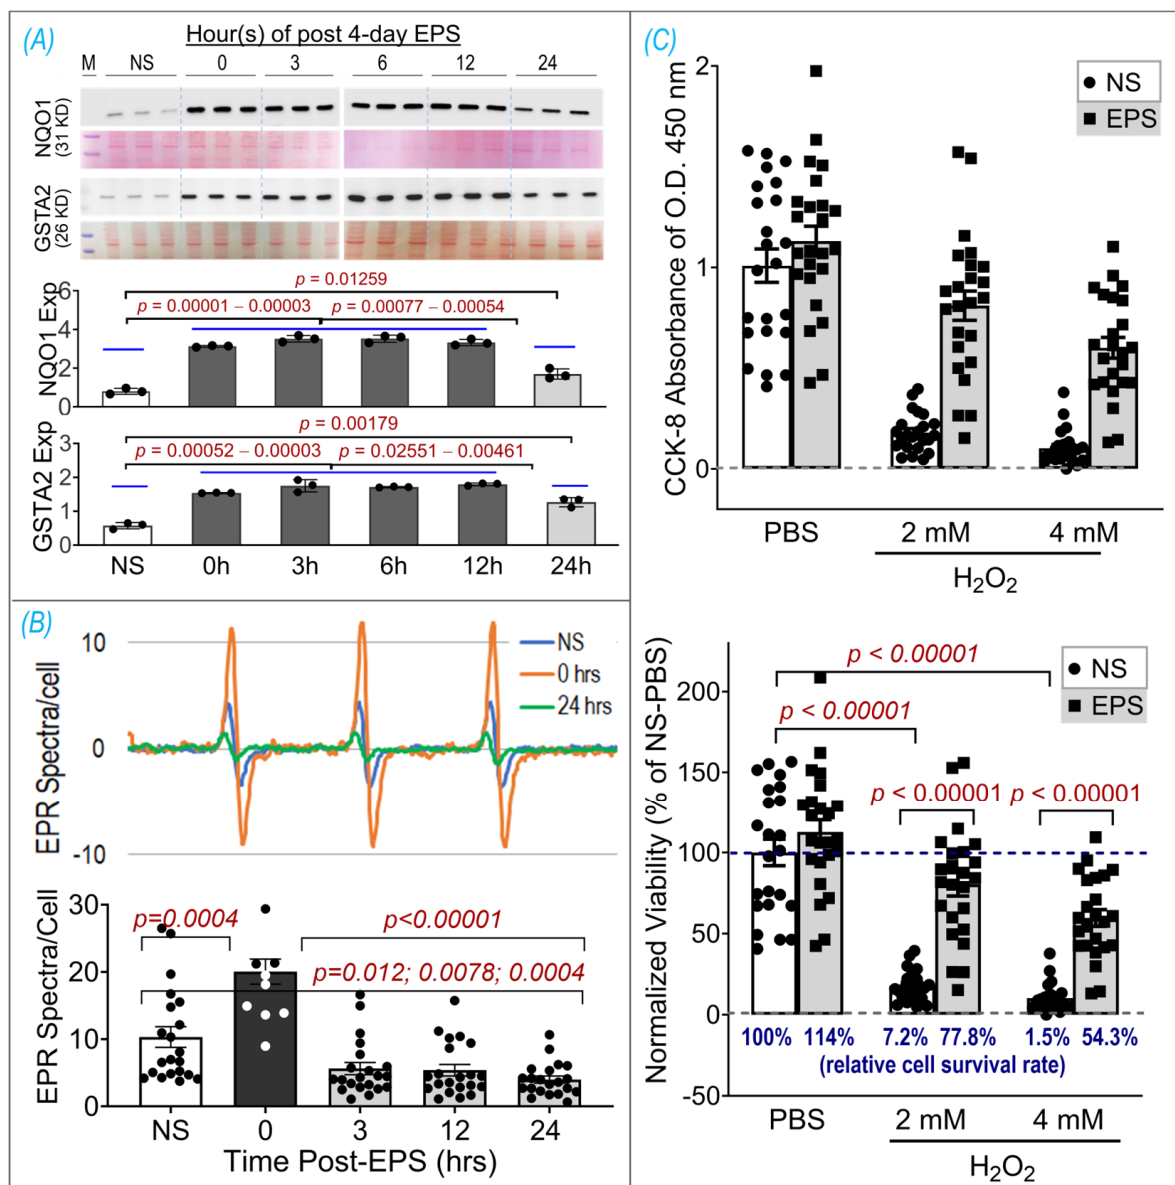 (A)
Hour(s) of post 4-day EPS
M NS 0 3 6 12 24
NQO1
(31 KD)
GSTA2
(26 KD)
p = 0.01259
p = 0.00001 – 0.00003 p = 0.00077 – 0.00054
NQO1 Exp
6
4
2
0
p = 0.00179
p = 0.00052 – 0.00003 p = 0.02551 – 0.00461
GSTA2 Exp
3
2
1
0
NS 0h 3h 6h 12h 24h
(B)
EPR Spectra/cell
10
0
-10
NS
0 hrs
24 hrs
EPR Spectra/Cell
30
20
10
0
p=0.0004 p<0.00001
p=0.012; 0.0078; 0.0004
NS 0 3 12 24
Time Post-EPS (hrs)
(C)
CCK-8 Absorbance of O.D. 450 nm
2
1
0
NS
EPS
PBS 2 mM 4 mM
H₂O₂
Normalized Viability (% of NS-PBS)
200
150
100
50
0
-50
NS
EPS
p < 0.00001
p < 0.00001
p < 0.00001 p < 0.00001
100% 114% 7.2% 77.8% 1.5% 54.3%
(relative cell survival rate)
PBS 2 mM 4 mM
H₂O₂